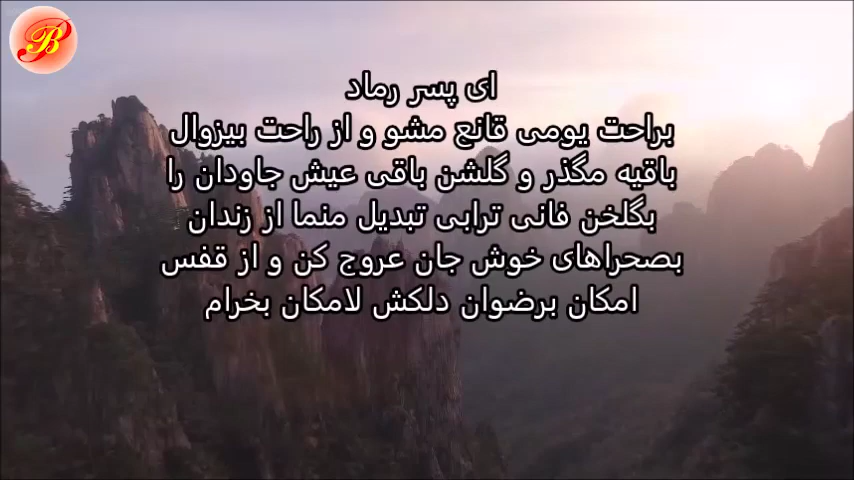 B
ای پسر رماد
براحت یومی قانع مشو و از راحت بیزوال
باقیه مگذر و گلشن باقی عیش جاودان را
بگلخن فانی ترابی تبدیل منما از زندان
بصحراهای خوش جان عروج کن و از قفس
امکان برضوان دلکش لامکان بخرام